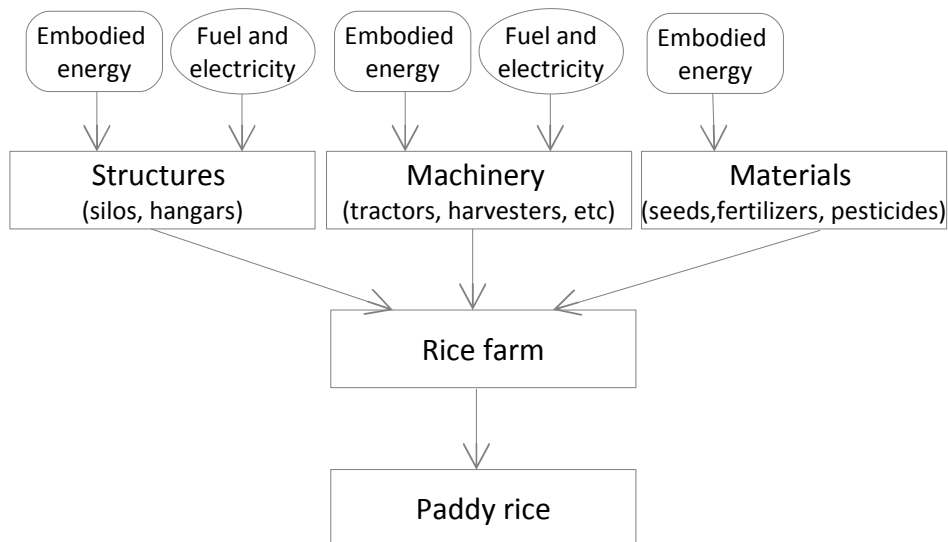 Embodied
energy
Fuel and
electricity
Embodied
energy
Fuel and
electricity
Embodied
energy
Structures
(silos, hangars)
Machinery
(tractors, harvesters, etc)
Materials
(seeds,fertilizers, pesticides)
Rice farm
Paddy rice